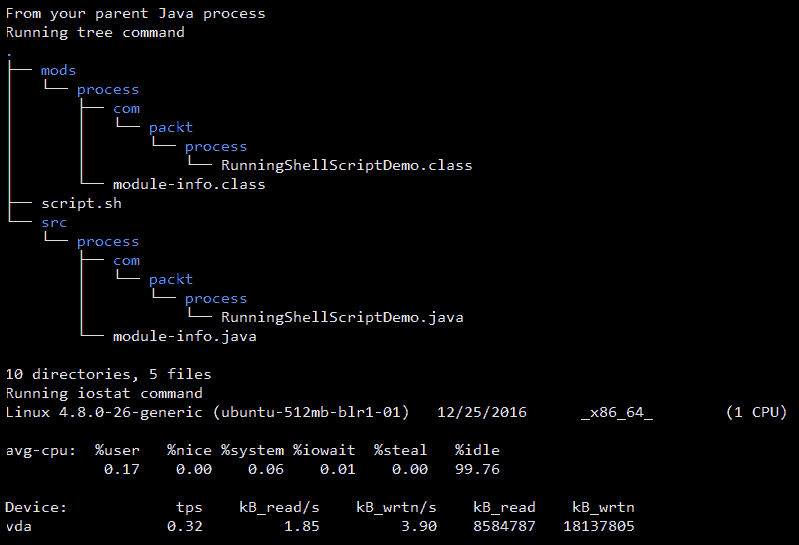 From your parent Java process
Running tree command
.
├── mods
│   └── process
│       ├── com
│       │   └── packt
│       │       └── process
│       │           └── RunningShellScriptDemo.class
│       └── module-info.class
├── script.sh
└── src
    └── process
        ├── com
        │   └── packt
        │       └── process
        │           └── RunningShellScriptDemo.java
        └── module-info.java

10 directories, 5 files
Running iostat command
Linux 4.8.0-26-generic (ubuntu-512mb-blr1-01)   12/25/2016      _x86_64_        (1 CPU)

avg-cpu:  %user   %nice %system %iowait  %steal   %idle
           0.17    0.00    0.06    0.01    0.00   99.76

Device:            tps    kB_read/s    kB_wrtn/s    kB_read    kB_wrtn
vda               0.32         1.85         3.90    8584787   18137805